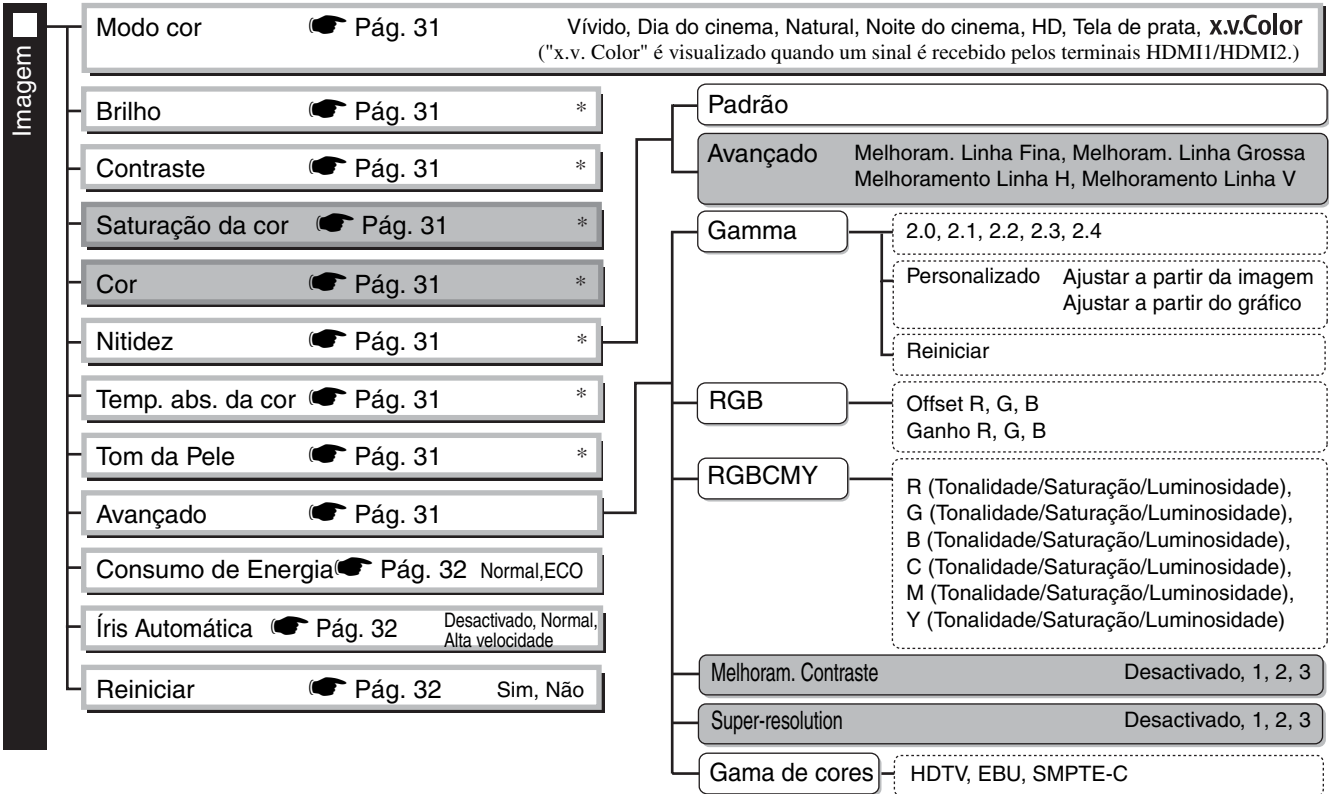 Imagem
Modo cor Pág. 31 Vívido, Dia do cinema, Natural, Noite do cinema, HD, Tela de prata, x.v.Color
("x.v. Color" é visualizado quando um sinal é recebido pelos terminais HDMI1/HDMI2.)
Brilho Pág. 31 *
Contraste Pág. 31 *
Saturação da cor Pág. 31 *
Cor Pág. 31 *
Nitidez Pág. 31 *
Temp. abs. da cor Pág. 31 *
Tom da Pele Pág. 31 *
Avançado Pág. 31
Consumo de Energia Pág. 32 Normal,ECO
Íris Automática Pág. 32 Desactivado, Normal,
Alta velocidade
Reiniciar Pág. 32 Sim, Não
Padrão
Avançado Melhoram. Linha Fina, Melhoram. Linha Grossa
Melhoramento Linha H, Melhoramento Linha V
Gamma 2.0, 2.1, 2.2, 2.3, 2.4
Personalizado Ajustar a partir da imagem
Ajustar a partir do gráfico
Reiniciar
RGB Offset R, G, B
Ganho R, G, B
RGBCMY R (Tonalidade/Saturação/Luminosidade),
G (Tonalidade/Saturação/Luminosidade),
B (Tonalidade/Saturação/Luminosidade),
C (Tonalidade/Saturação/Luminosidade),
M (Tonalidade/Saturação/Luminosidade),
Y (Tonalidade/Saturação/Luminosidade)
Melhoram. Contraste Desactivado, 1, 2, 3
Super-resolution Desactivado, 1, 2, 3
Gama de cores HDTV, EBU, SMPTE-C